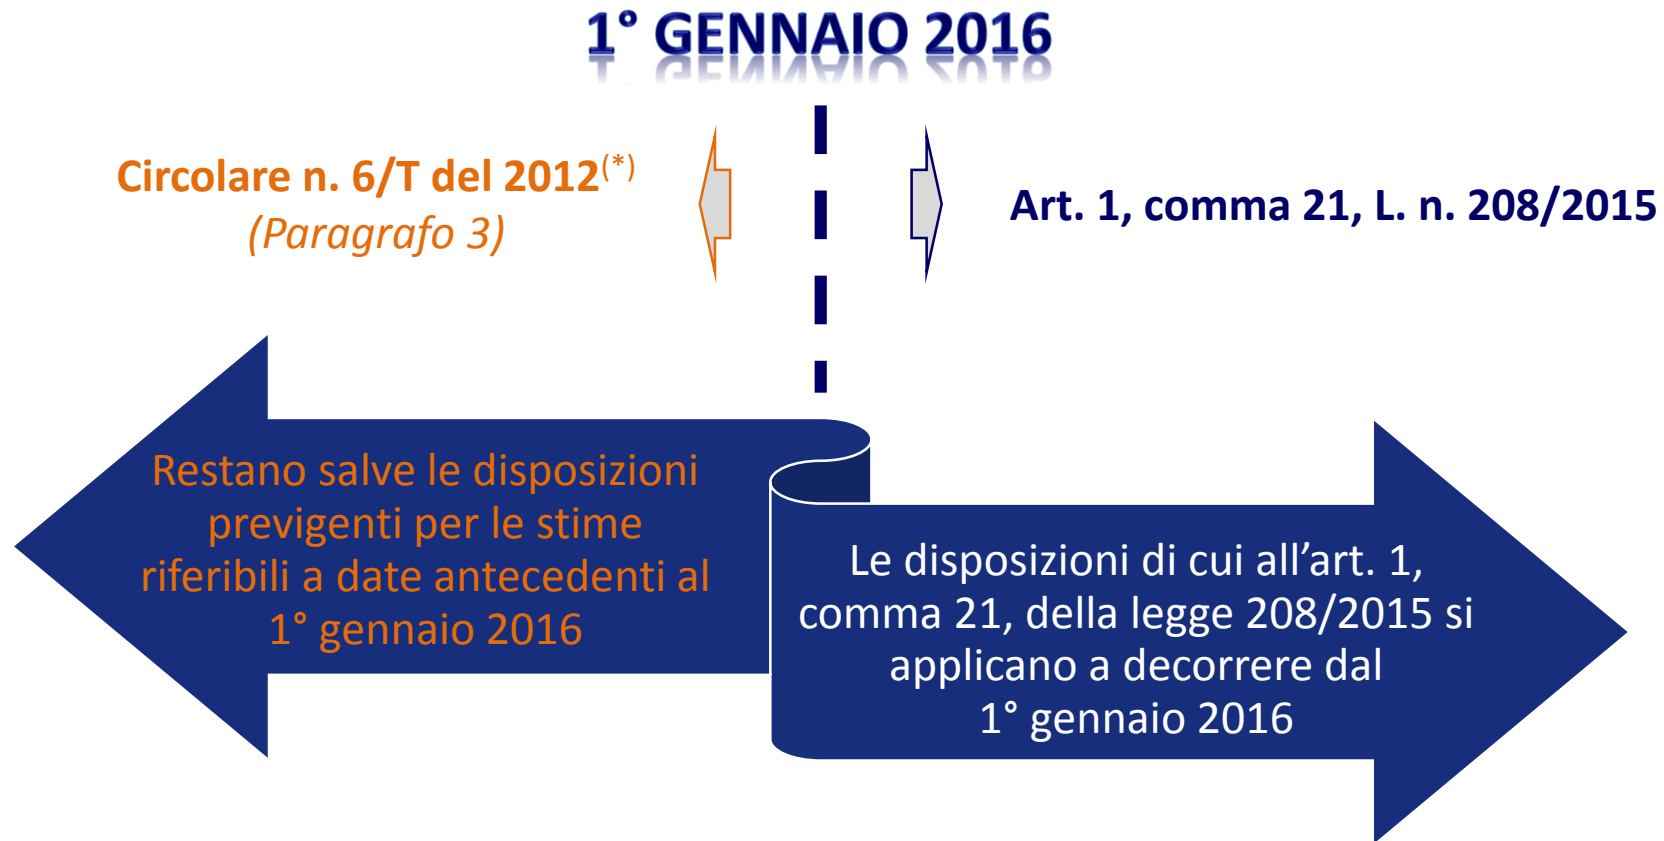 1° GENNAIO 2016
Circolare n. 6/T del 2012(*)
(Paragrafo 3)
Art. 1, comma 21, L. n. 208/2015
Restano salve le disposizioni
previgenti per le stime
riferibili a date antecedenti al
1° gennaio 2016
Le disposizioni di cui all’art. 1,
comma 21, della legge 208/2015 si
applicano a decorrere dal
1° gennaio 2016